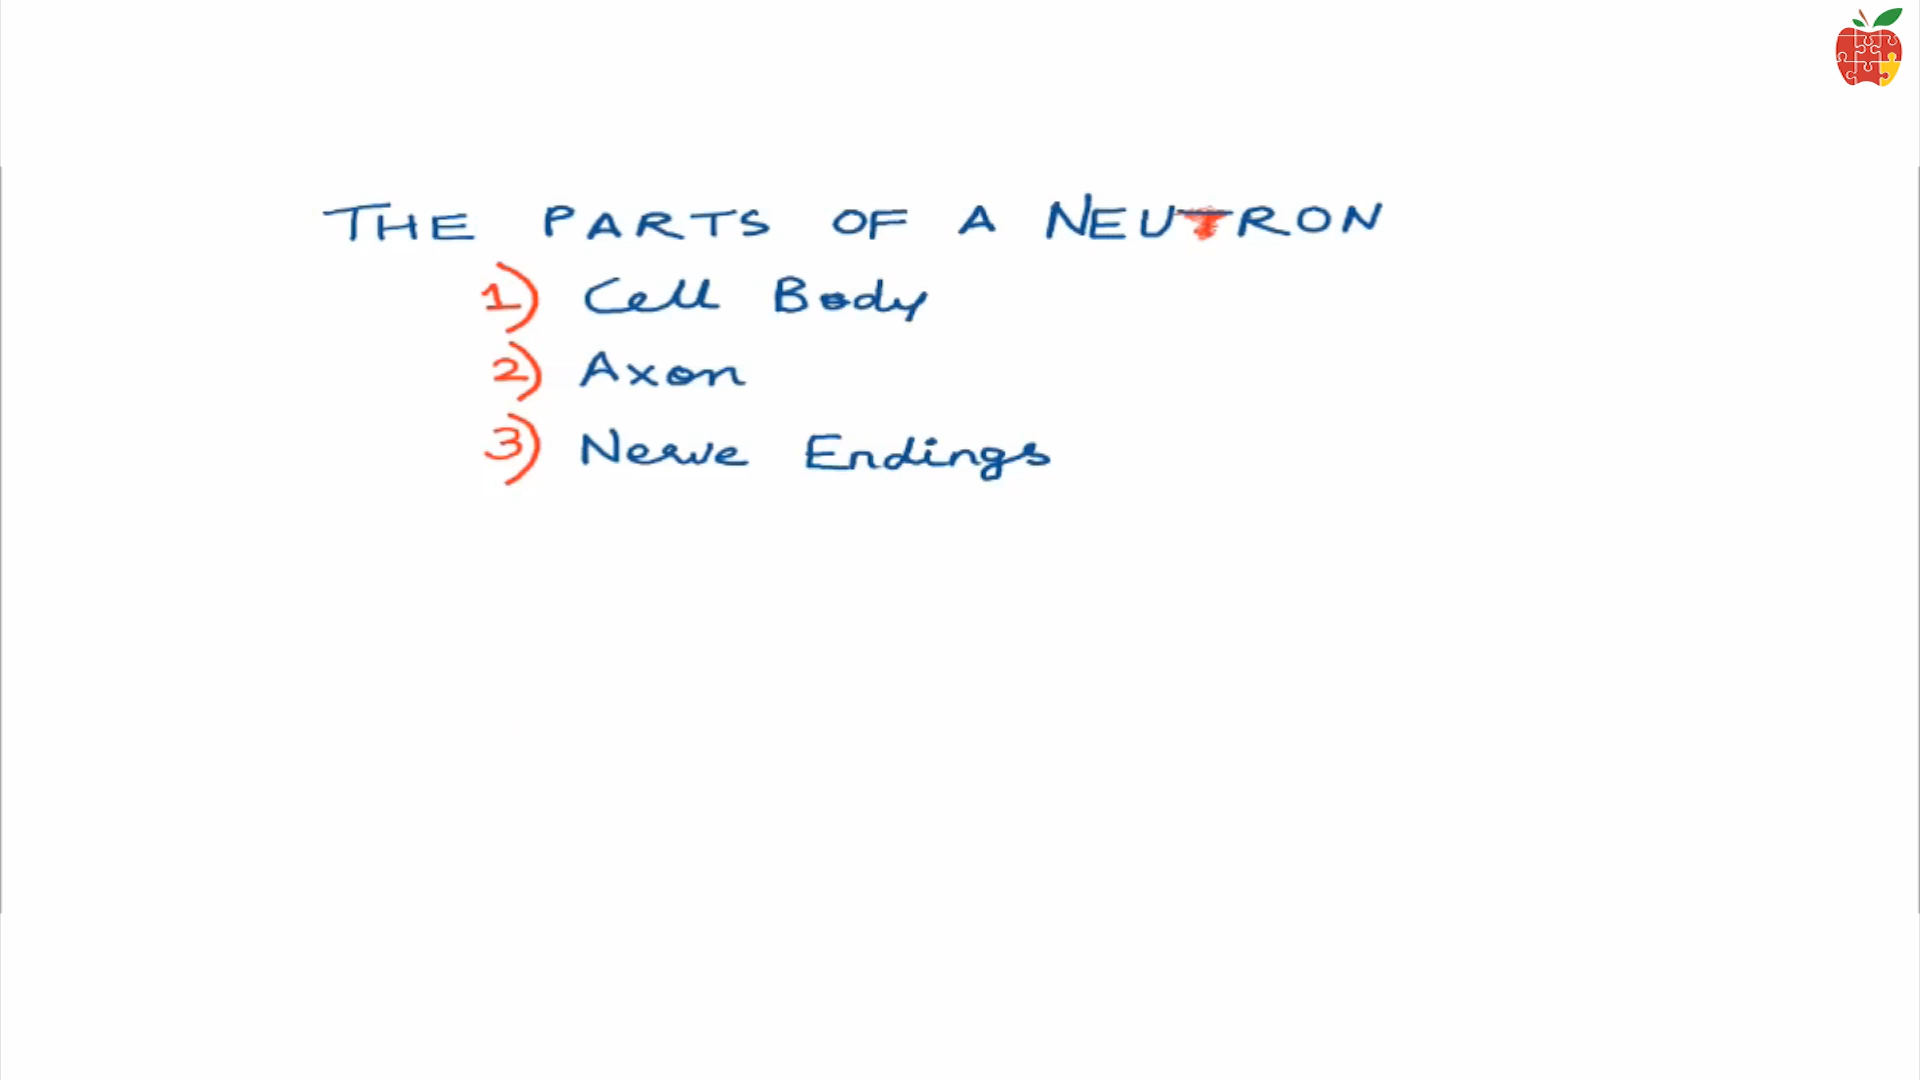 THE PARTS OF A NEUTRON
1) Cell Body
2) Axon
3) Nerve Endings